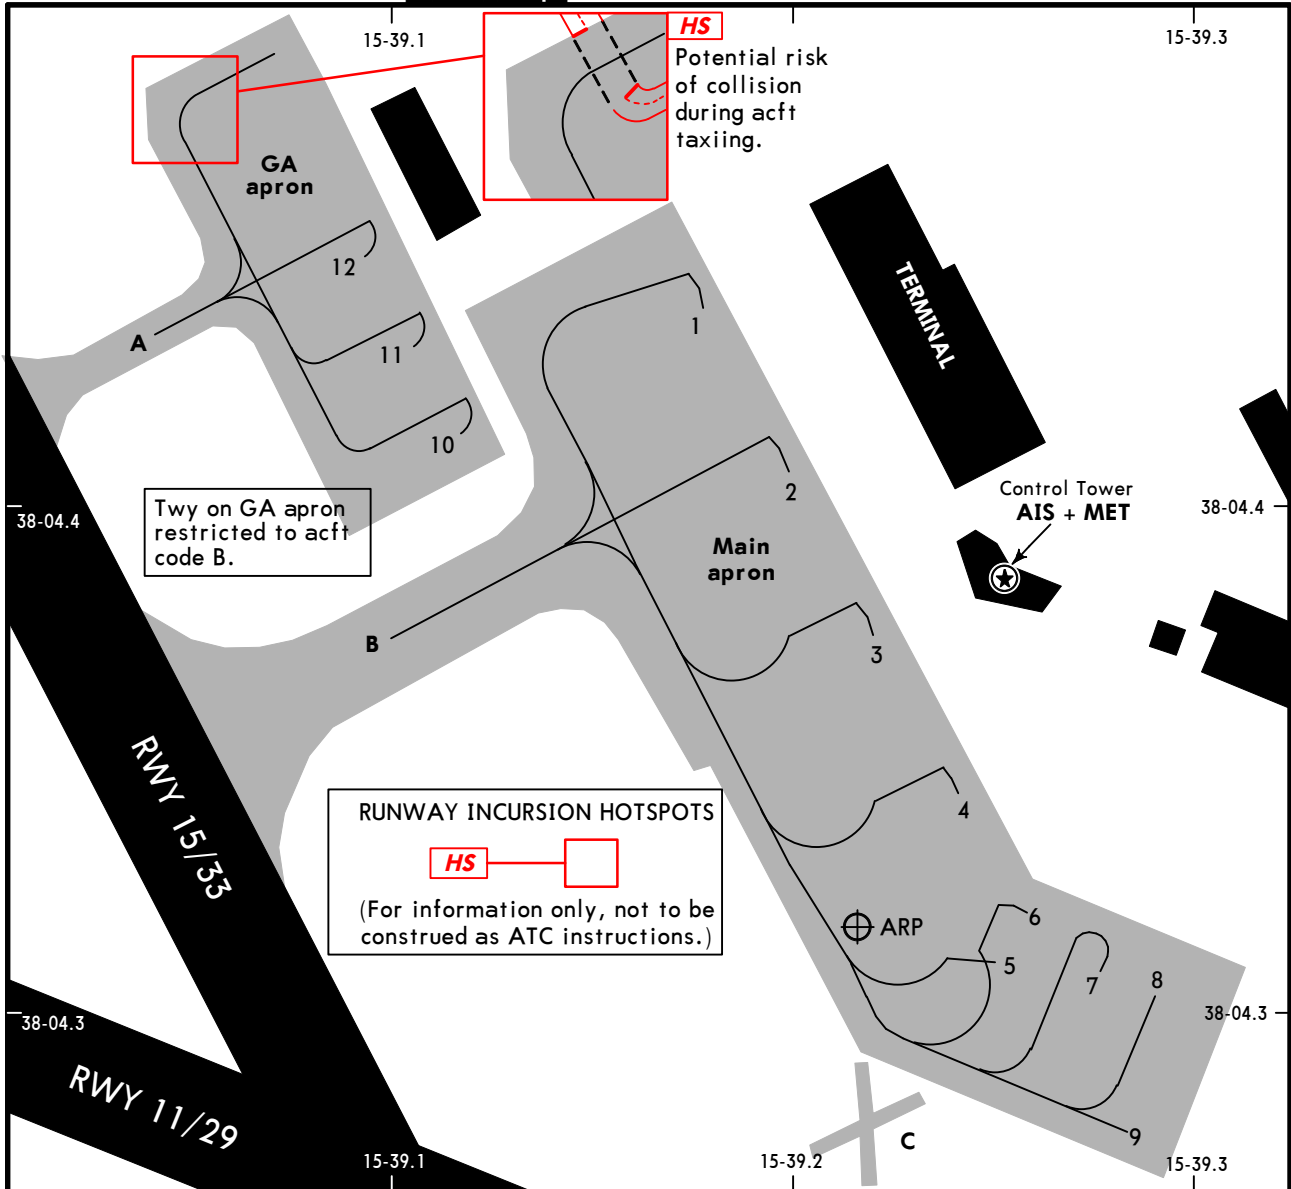 15-39.1
HS
15-39.3
Potential risk
of collision
during acft
taxiing.
GA
apron
12
A
11
10
1
TERMINAL
2
Twy on GA apron
restricted to acft
code B.
38-04.4
Control Tower
AIS + MET
38-04.4
Main
apron
B
3
RWY 15/33
RUNWAY INCURSION HOTSPOTS
HS
(For information only, not to be
construed as ATC instructions.)
4
ARP
6
5
7
8
38-04.3
38-04.3
RWY 11/29
9
C
15-39.1
15-39.2
15-39.3